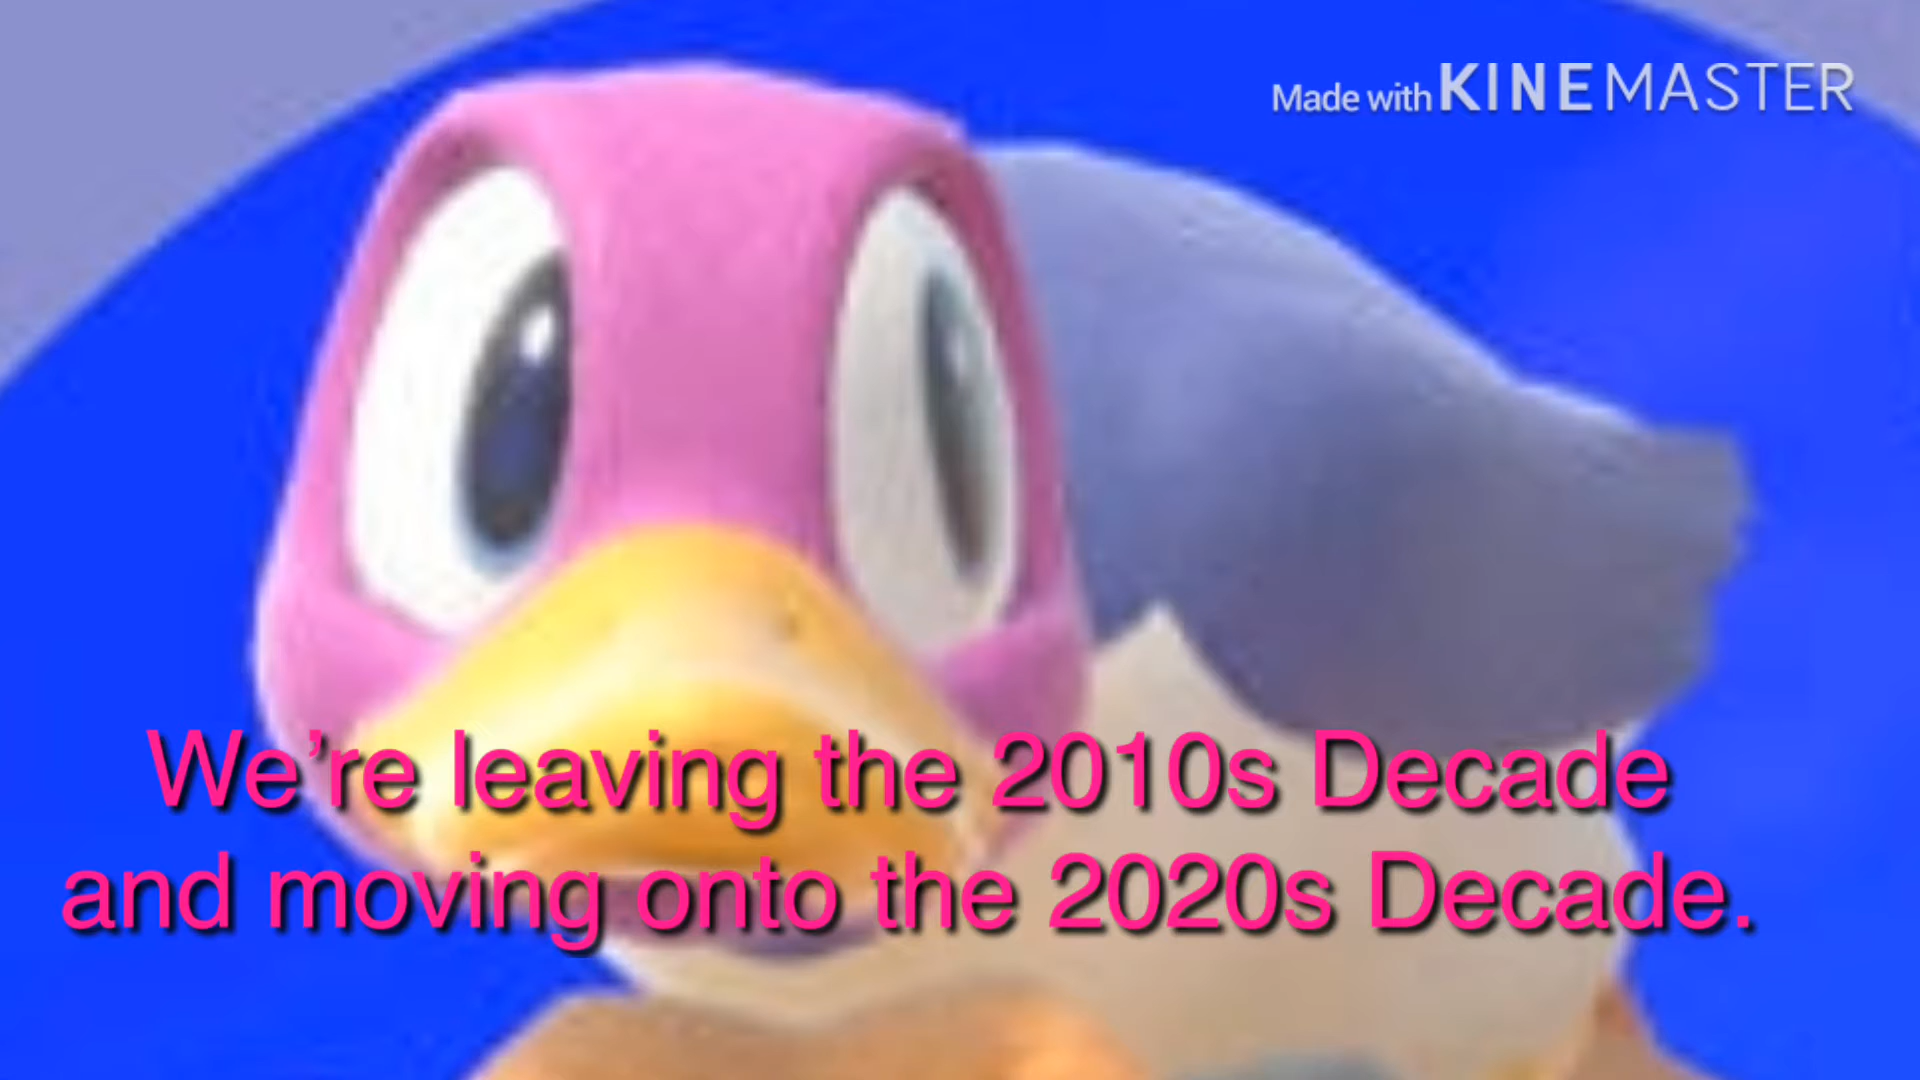 Made with KINEMASTER
We're leaving the 2010s Decade
and moving onto the 2020s Decade.